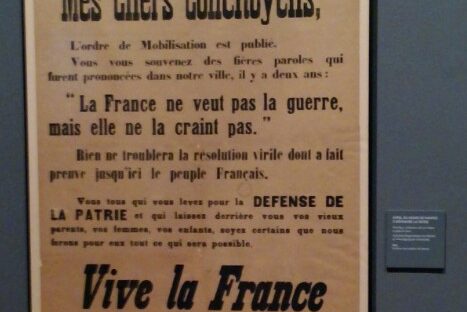 Mes Chers Concitoyens,
L'ordre de Mobilisation est publié.
Vous vous souvenez des fières paroles qui
furent prononcées dans notre ville, il y a deux ans :
“ La France ne veut pas la guerre,
mais elle ne la craint pas. ”
Rien ne troublera la résolution virile dont a fait
preuve jusqu'ici le peuple Français.
Vous tous qui vous levez pour la DEFENSE DE
LA PATRIE et qui laissez derrière vous vos vieux
parents, vos femmes, vos enfants, soyez certains que nous
ferons pour eux tout ce qui sera possible.
Vive la France